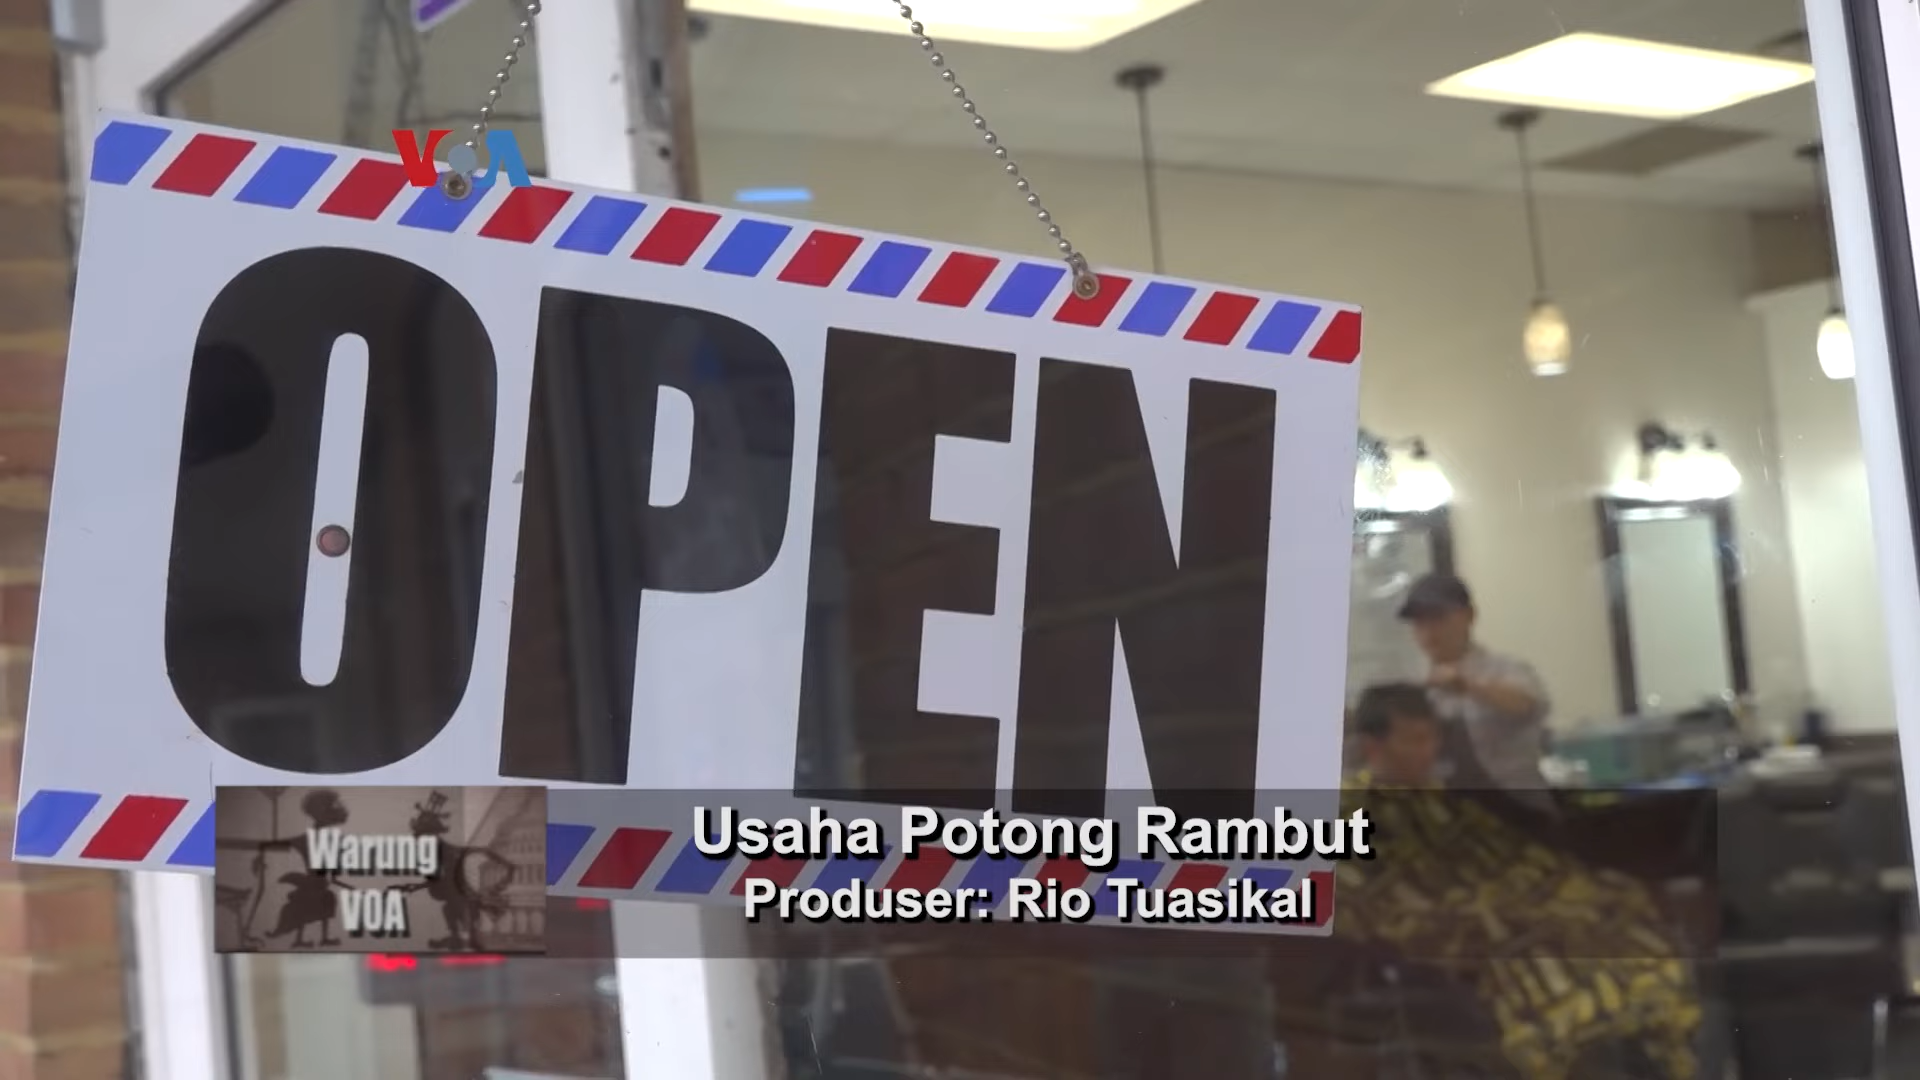 VOA
OPEN
Warung
VOA
Usaha Potong Rambut
Produser: Rio Tuasikal